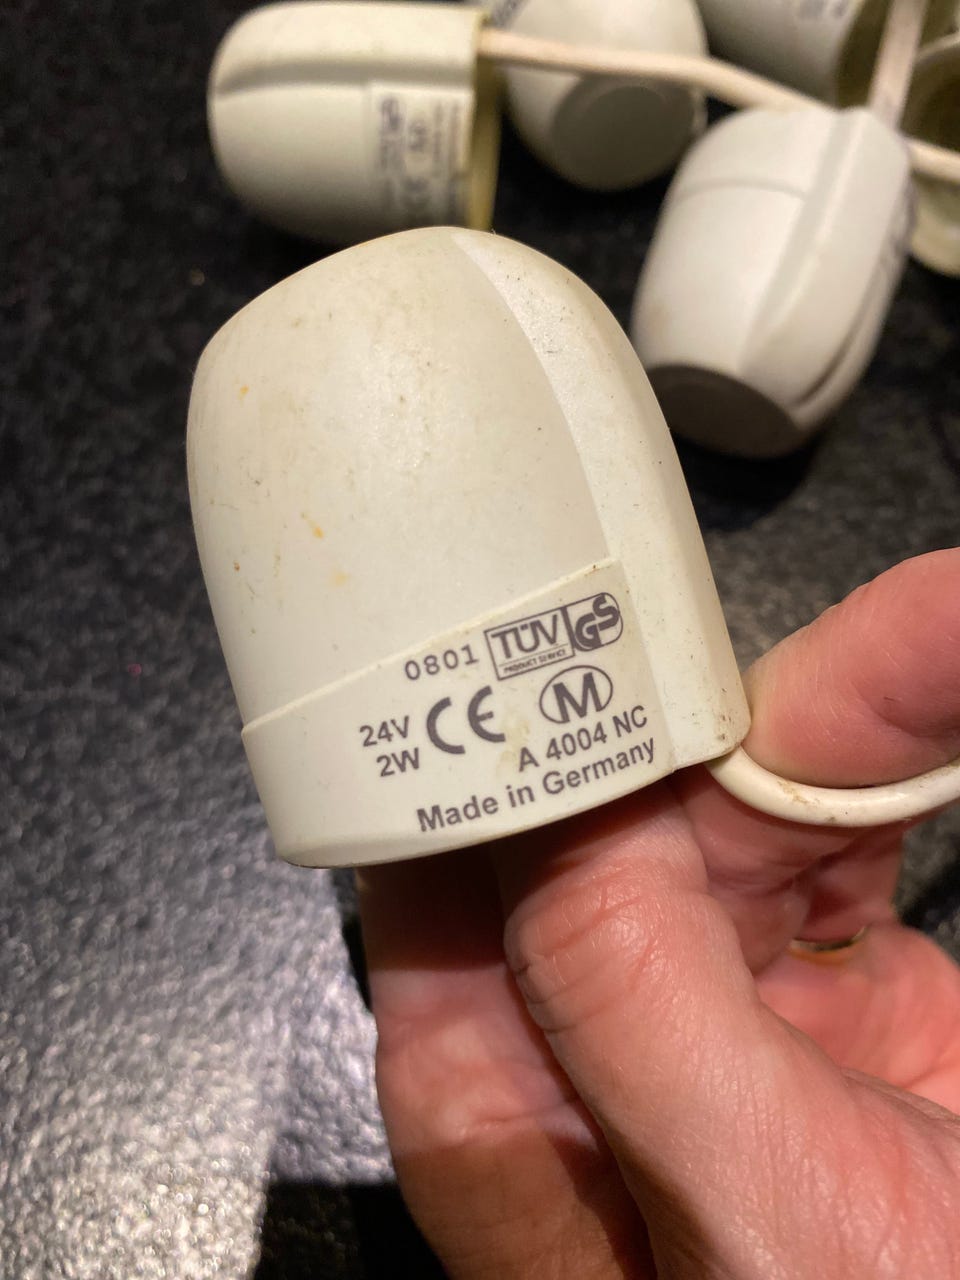 0801 TÜV GS
PRODUCT SERVICE
24V CE M
2W A 4004 NC
Made in Germany